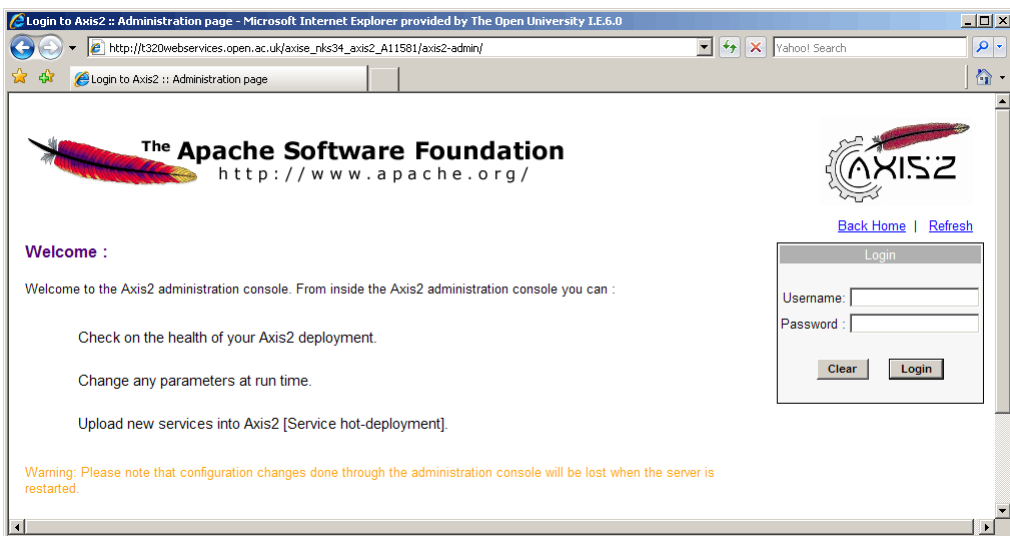 Login to Axis2 :: Administration page - Microsoft Internet Explorer provided by The Open University I.E.6.0
http://t320webservices.open.ac.uk/axise_nks34_axis2_A11581/axis2-admin/
Yahoo! Search
Login to Axis2 :: Administration page
The Apache Software Foundation
http://www.apache.org/
AXIS2
Back Home | Refresh
Welcome :
Login
Welcome to the Axis2 administration console. From inside the Axis2 administration console you can :
Username:
Password :
Check on the health of your Axis2 deployment.
Clear Login
Change any parameters at run time.
Upload new services into Axis2 [Service hot-deployment].
Warning: Please note that configuration changes done through the administration console will be lost when the server is
restarted.